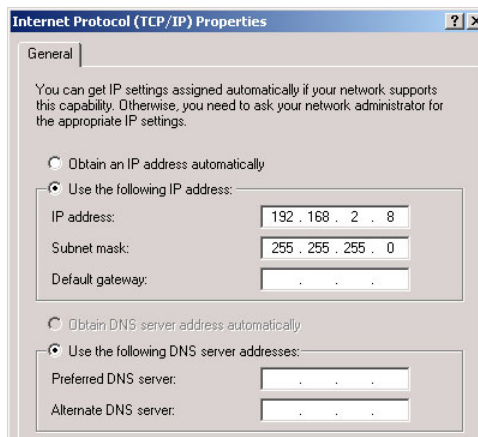 Internet Protocol (TCP/IP) Properties
General
You can get IP settings assigned automatically if your network supports
this capability. Otherwise, you need to ask your network administrator for
the appropriate IP settings.
Obtain an IP address automatically
Use the following IP address:
IP address: 192 . 168 . 2 . 8
Subnet mask: 255 . 255 . 255 . 0
Default gateway: . . .
Obtain DNS server address automatically
Use the following DNS server addresses:
Preferred DNS server: . . .
Alternate DNS server: . . .